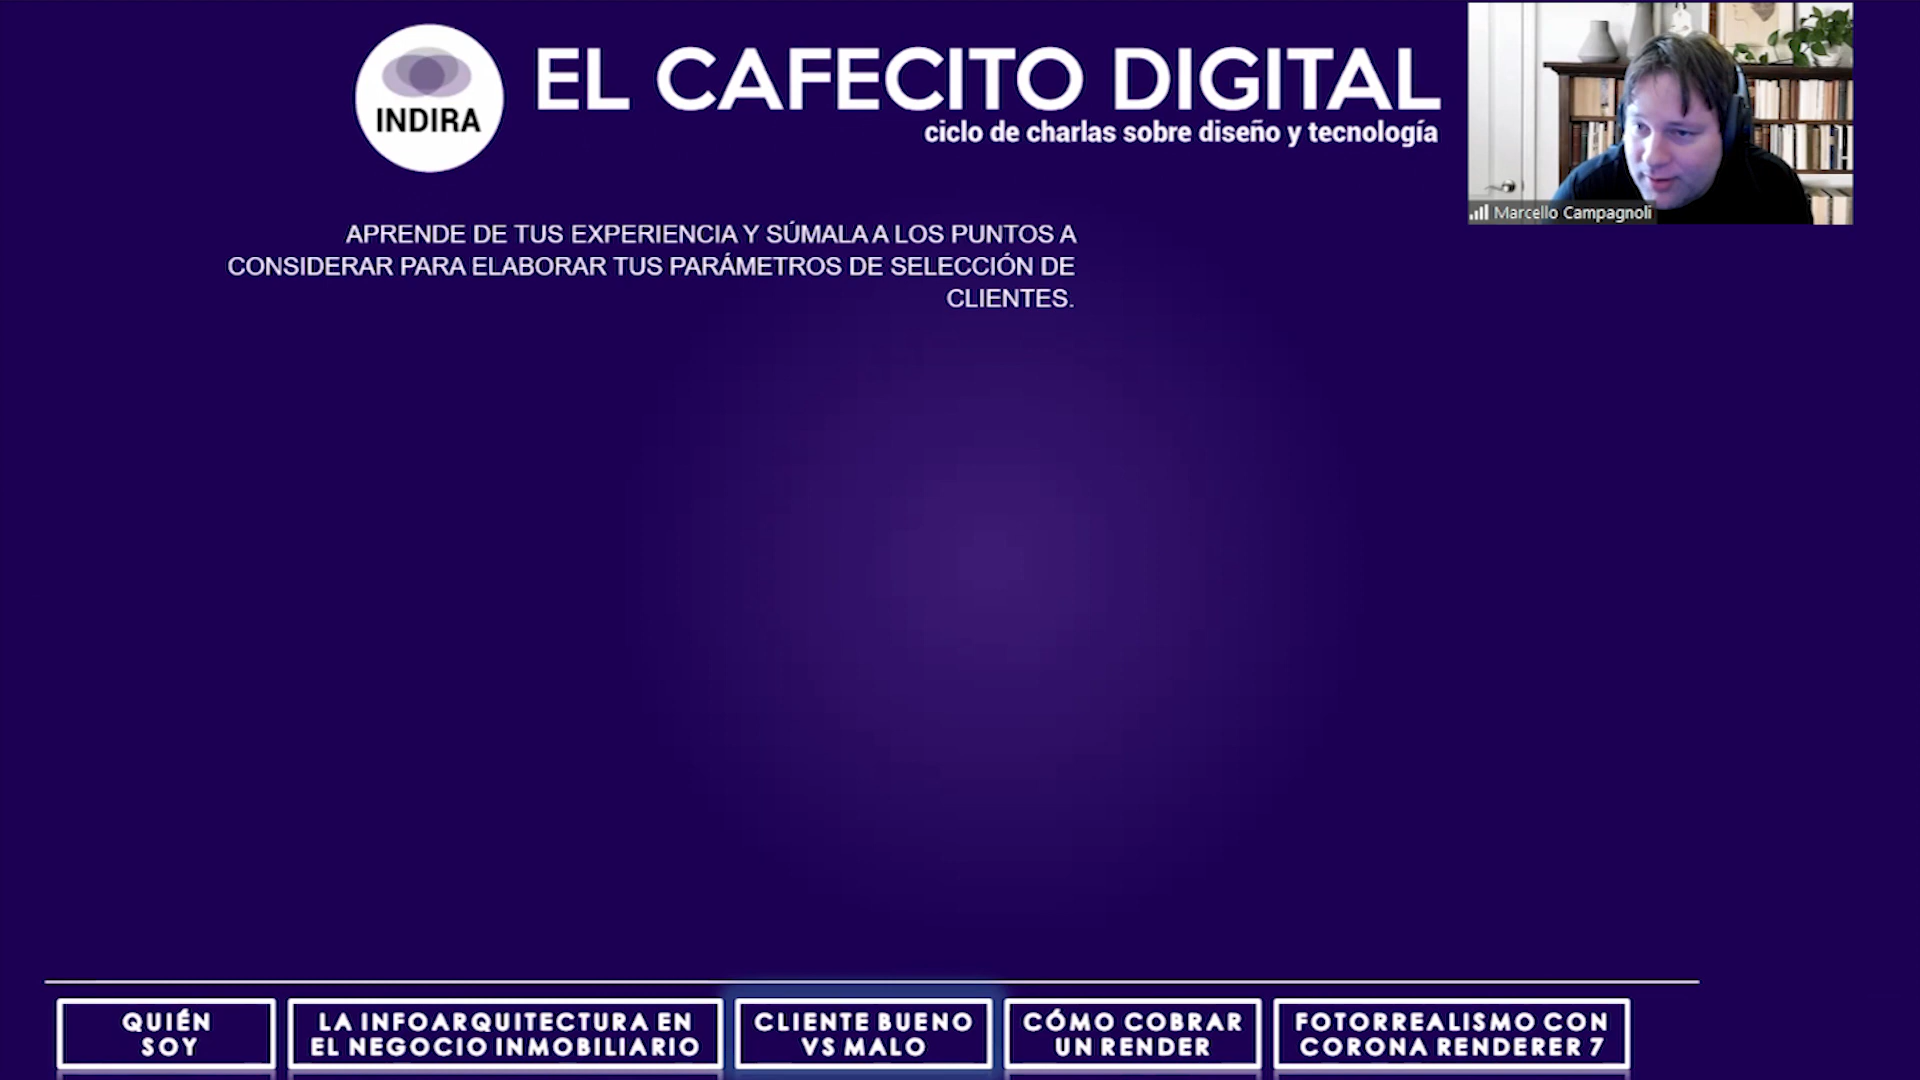 INDIRA
EL CAFECITO DIGITAL
ciclo de charlas sobre diseño y tecnología
Marcello Campagnoli
APRENDE DE TUS EXPERIENCIA Y SÚMALA A LOS PUNTOS A
CONSIDERAR PARA ELABORAR TUS PARÁMETROS DE SELECCIÓN DE
CLIENTES.
QUIÉN
SOY
LA INFOARQUITECTURA EN
EL NEGOCIO INMOBILIARIO
CLIENTE BUENO
VS MALO
CÓMO COBRAR
UN RENDER
FOTORREALISMO CON
CORONA RENDERER 7